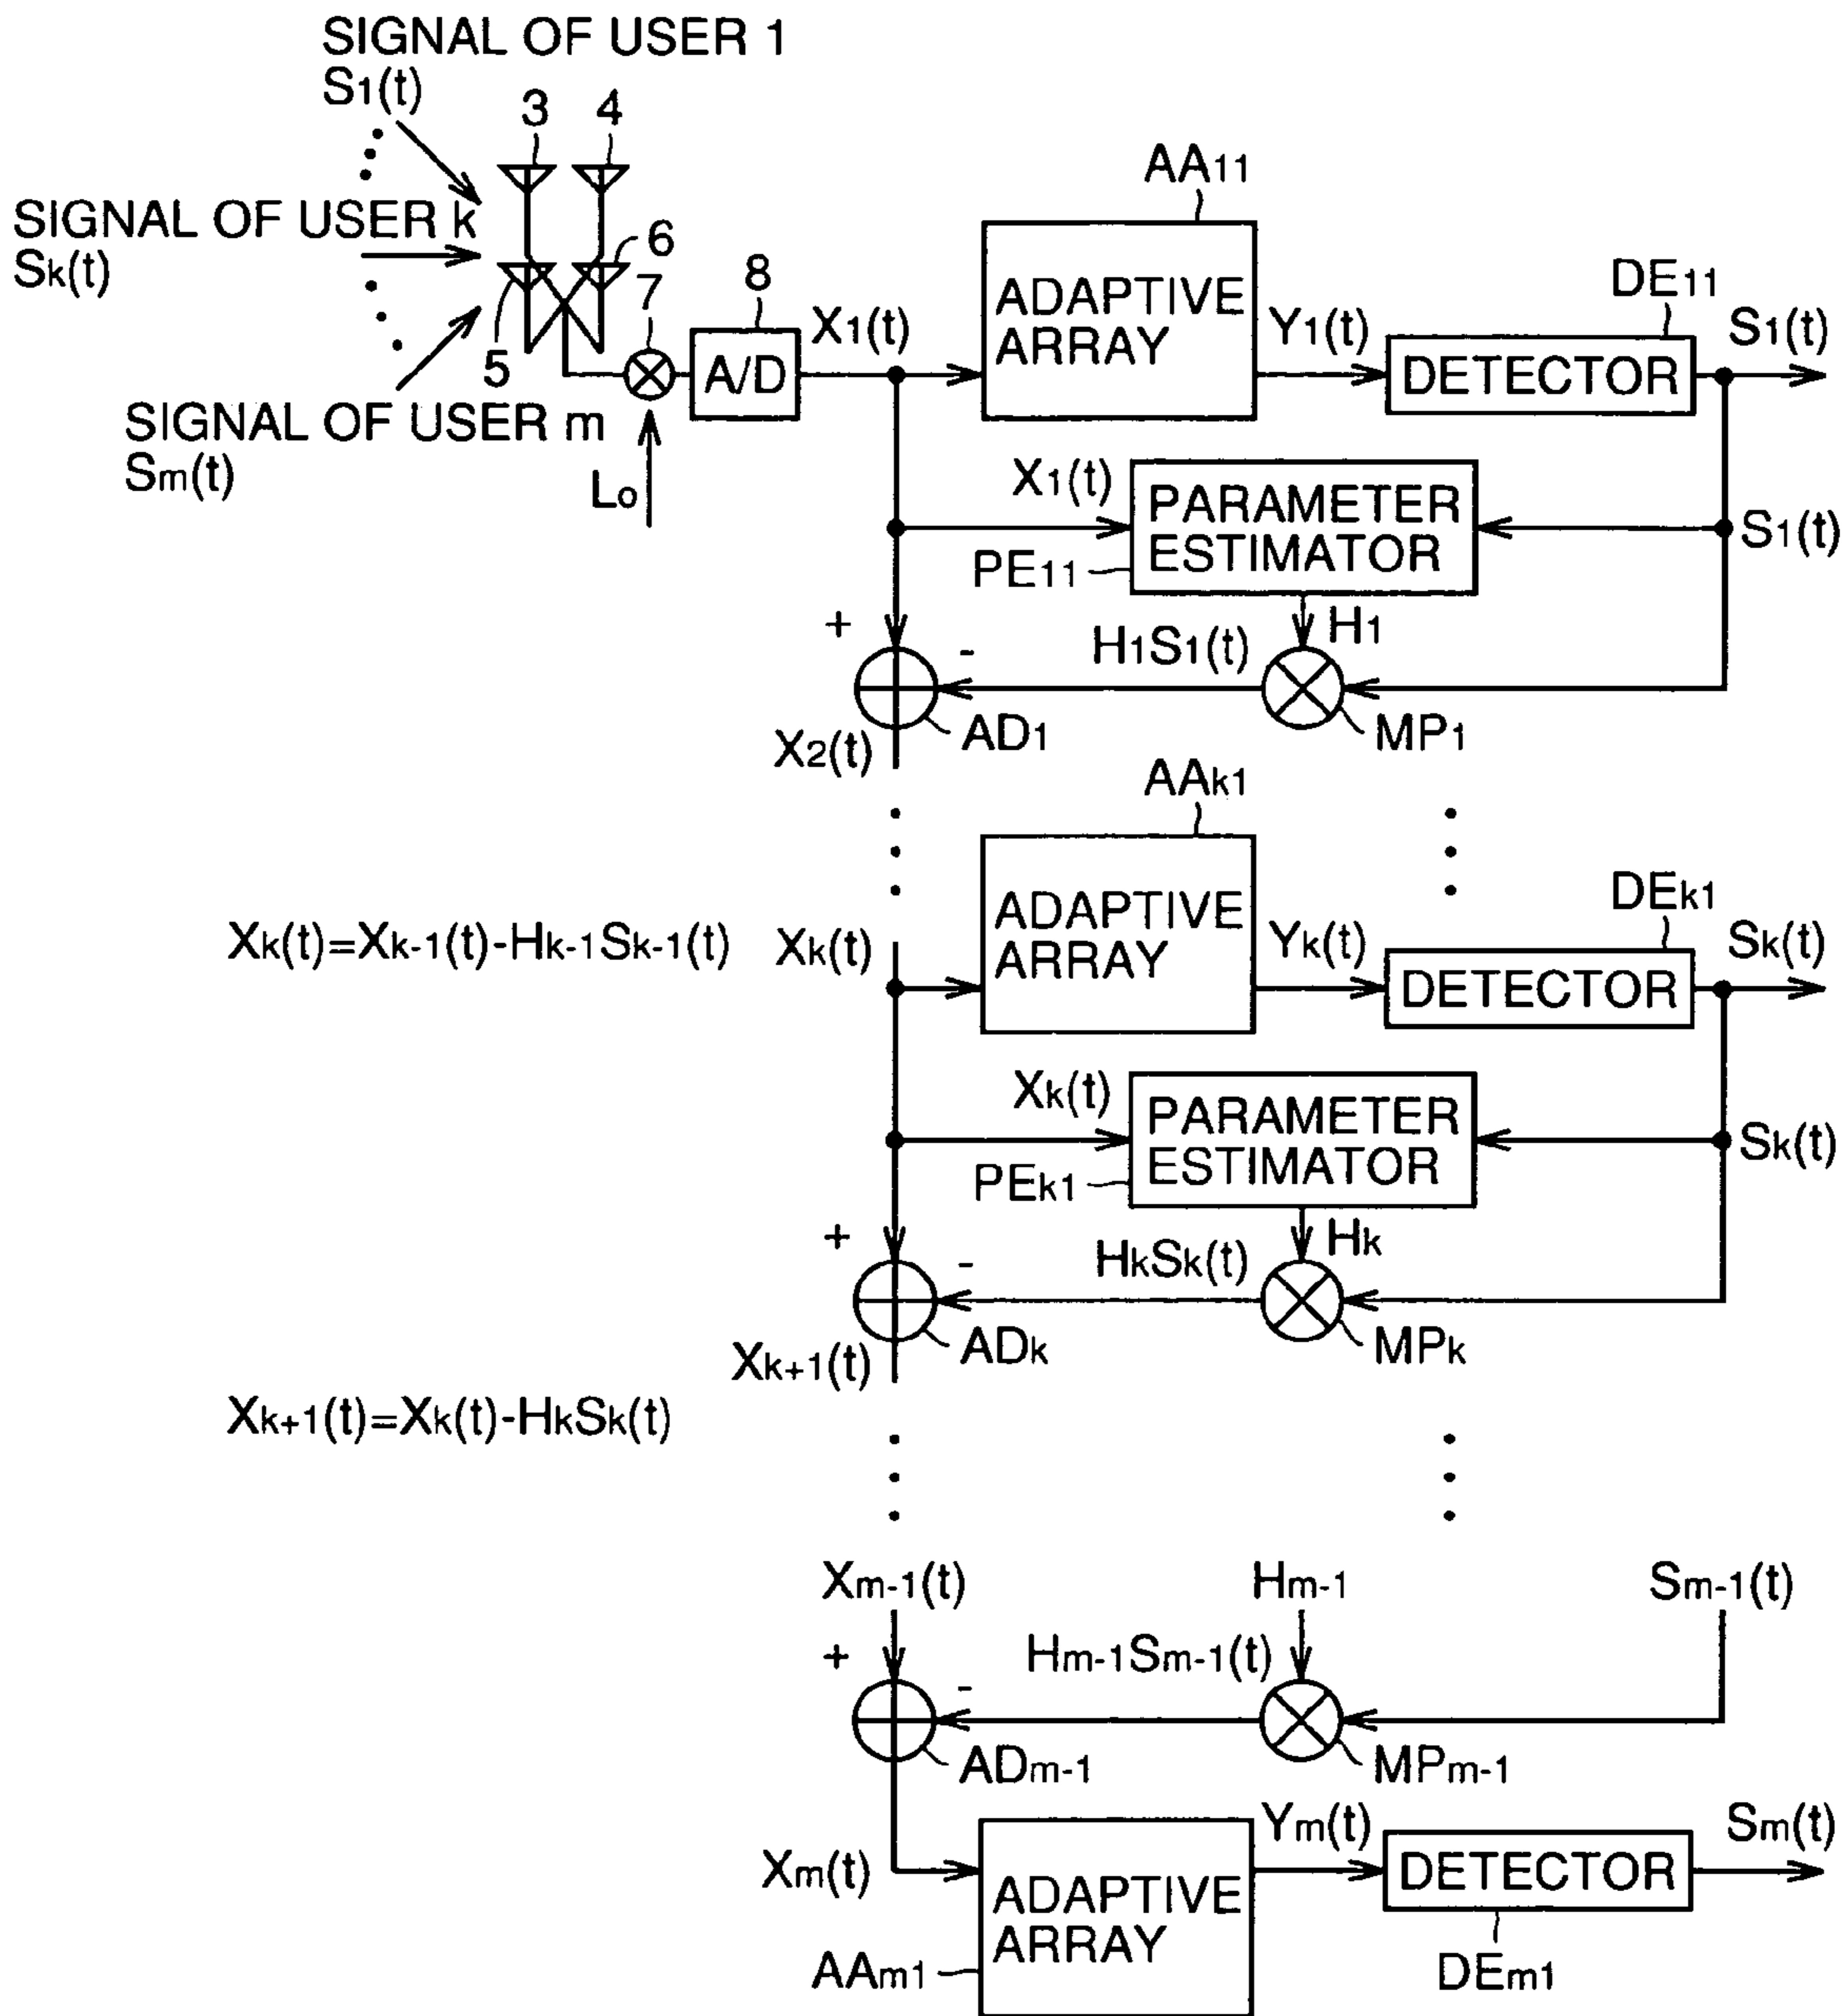 SIGNAL OF USER 1
S1(t)
3
4
AA11
SIGNAL OF USER k
Sk(t)
6
5
7
8
A/D
X1(t)
ADAPTIVE
ARRAY
Y1(t)
DE11
DETECTOR
S1(t)
SIGNAL OF USER m
Sm(t)
Lo
X1(t)
PARAMETER
ESTIMATOR
S1(t)
PE11
+
-
H1S1(t)
H1
AD1
MP1
X2(t)
AAk1
Xk(t)=Xk-1(t)-Hk-1Sk-1(t)
Xk(t)
ADAPTIVE
ARRAY
Yk(t)
DEk1
DETECTOR
Sk(t)
Xk(t)
PARAMETER
ESTIMATOR
Sk(t)
PEk1
+
-
HkSk(t)
Hk
ADk
MPk
Xk+1(t)
Xk+1(t)=Xk(t)-HkSk(t)
Xm-1(t)
Hm-1
Sm-1(t)
+
-
Hm-1Sm-1(t)
ADm-1
MPm-1
Xm(t)
ADAPTIVE
ARRAY
Ym(t)
DETECTOR
Sm(t)
AAm1
DEm1